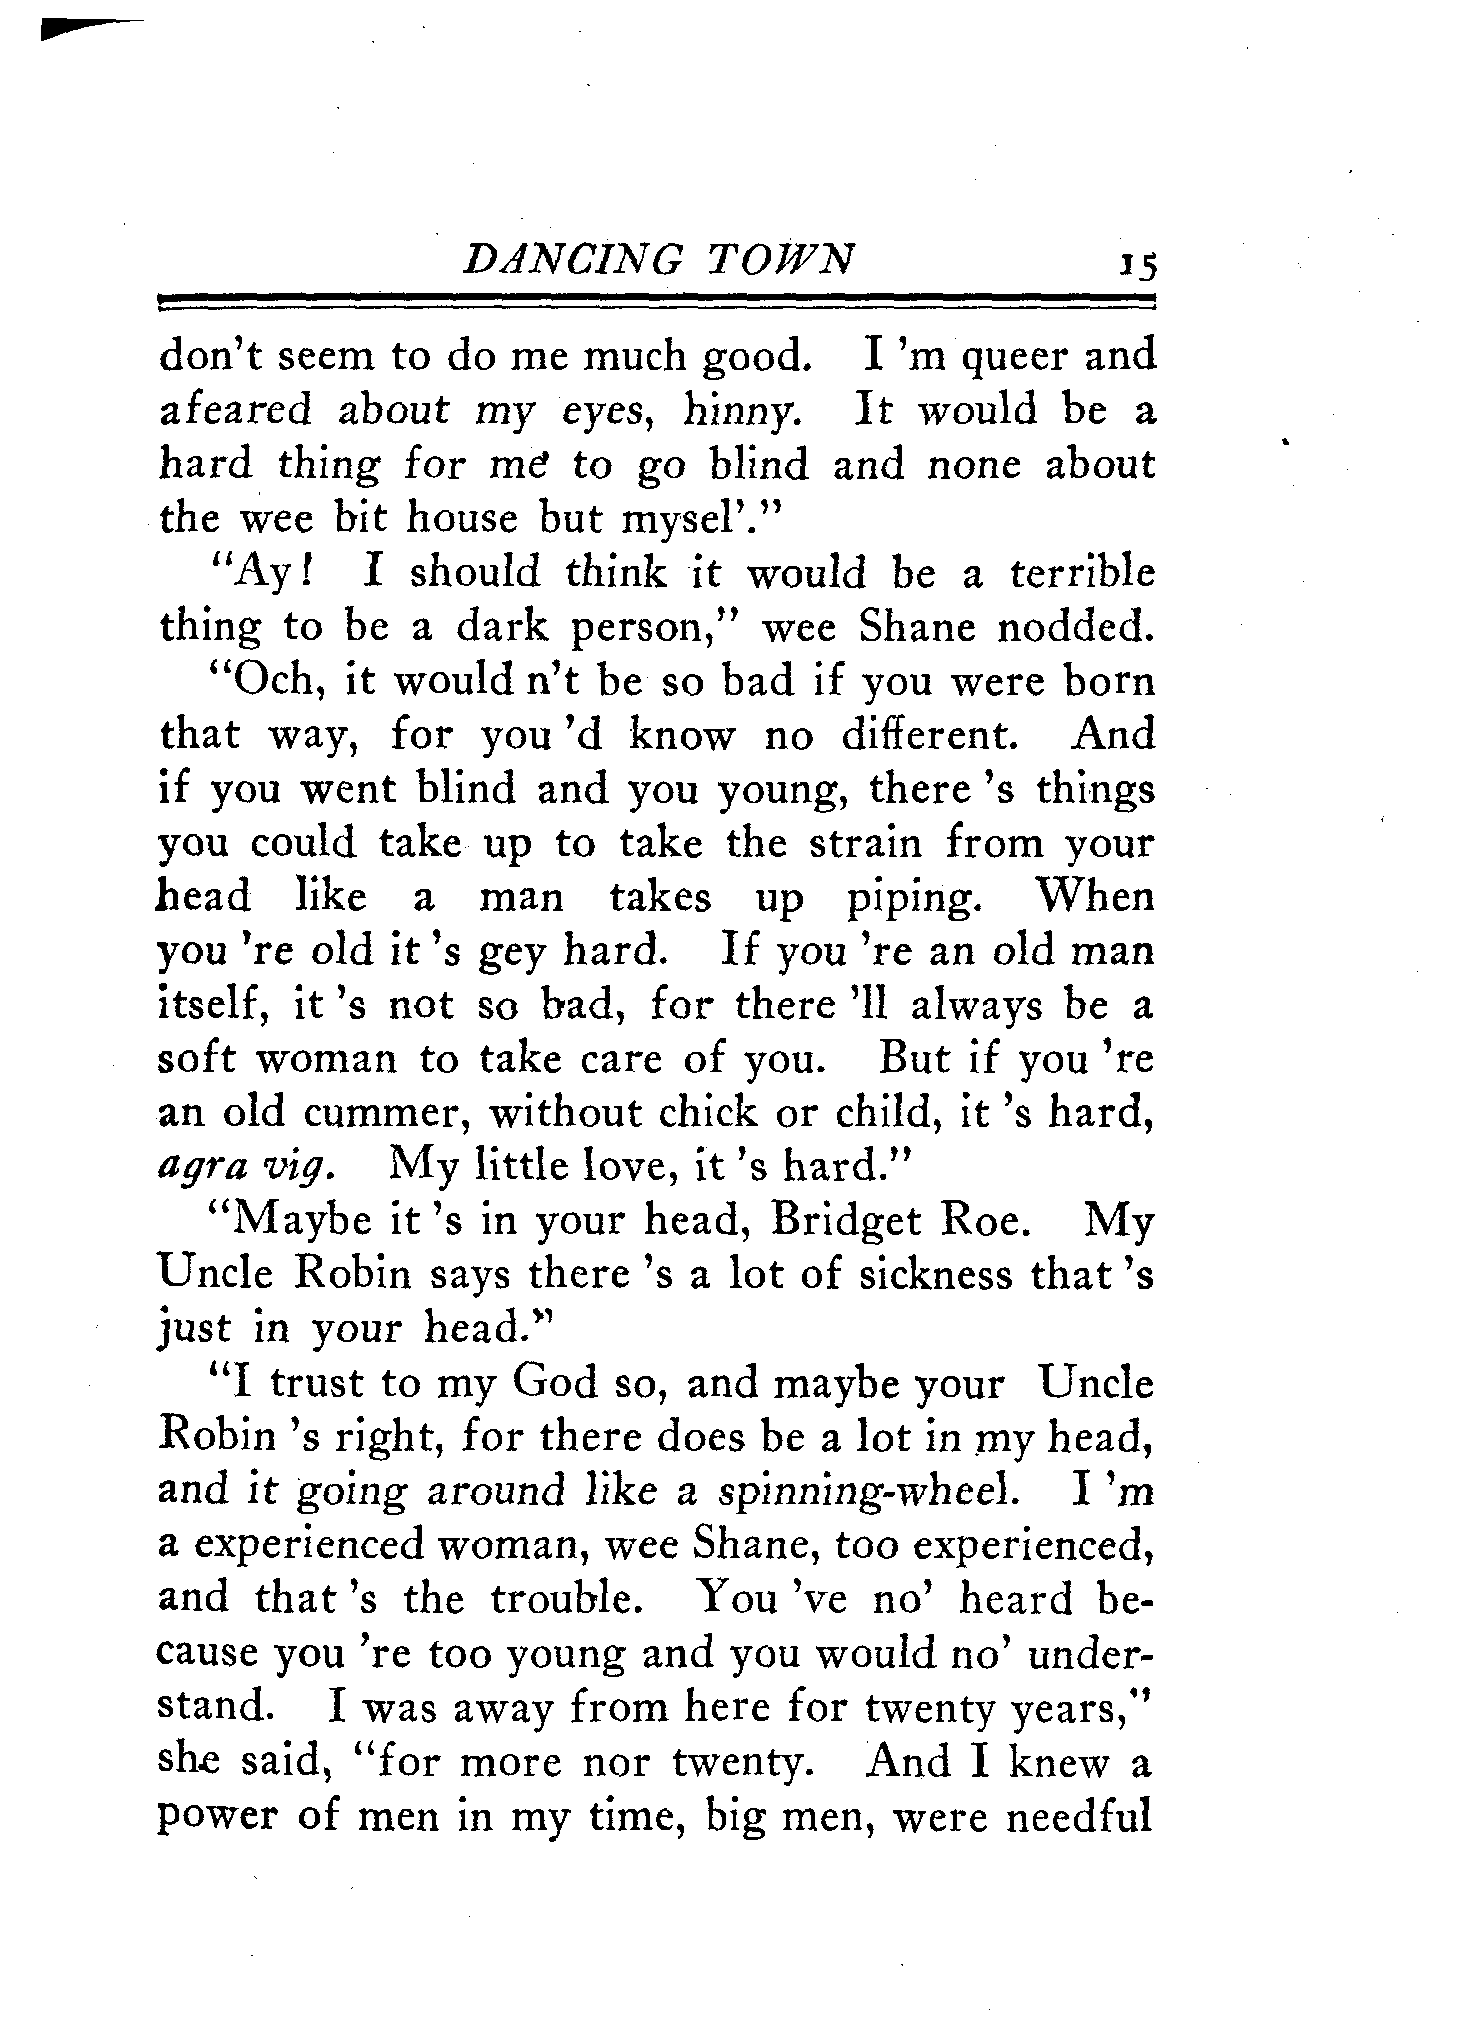 DANCING TOWN 15
don't seem to do me much good. I 'm queer and
afeared about my eyes, hinny. It would be a
hard thing for me to go blind and none about
the wee bit house but mysel'."
"Ay! I should think it would be a terrible
thing to be a dark person," wee Shane nodded.
"Och, it would n't be so bad if you were born
that way, for you 'd know no different. And
if you went blind and you young, there 's things
you could take up to take the strain from your
head like a man takes up piping. When
you 're old it 's gey hard. If you 're an old man
itself, it 's not so bad, for there 'll always be a
soft woman to take care of you. But if you 're
an old cummer, without chick or child, it 's hard,
agra vig. My little love, it 's hard."
"Maybe it 's in your head, Bridget Roe. My
Uncle Robin says there 's a lot of sickness that 's
just in your head."
"I trust to my God so, and maybe your Uncle
Robin 's right, for there does be a lot in my head,
and it going around like a spinning-wheel. I 'm
a experienced woman, wee Shane, too experienced,
and that 's the trouble. You 've no' heard be-
cause you 're too young and you would no' under-
stand. I was away from here for twenty years,"
she said, "for more nor twenty. And I knew a
power of men in my time, big men, were needful